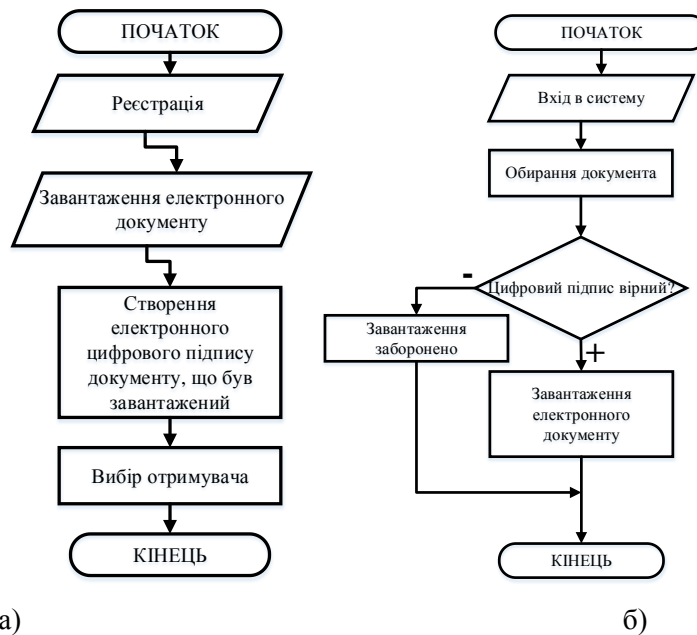 ПОЧАТОК
Реєстрація
Завантаження електронного
документу
Створення
електронного
цифрового підпису
документу, що був
завантажений
Вибір отримувача
КІНЕЦЬ
а)
ПОЧАТОК
Вхід в систему
Обирання документа
Цифровий підпис вірний?
-
Завантаження
заборонено
+
Завантаження
електронного
документу
КІНЕЦЬ
б)